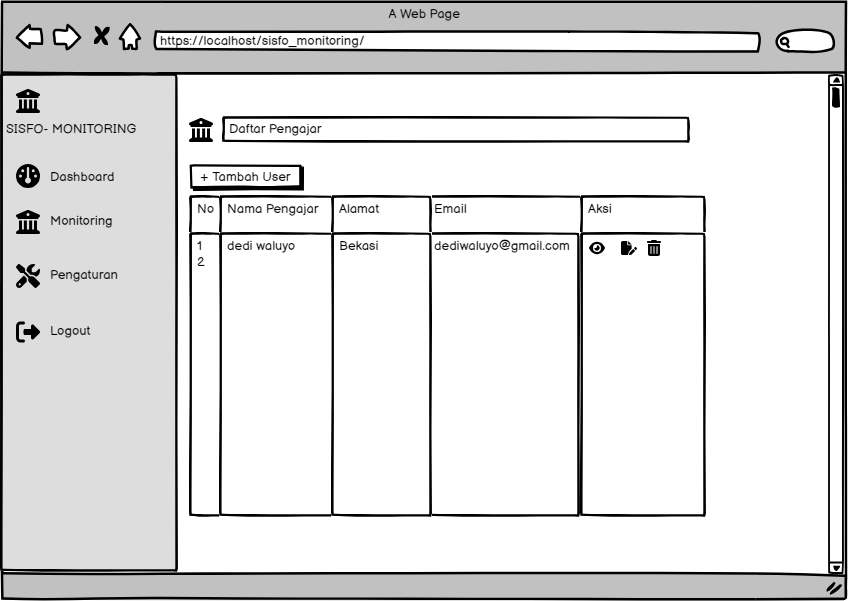 A Web Page
https://localhost/sisfo_monitoring/
SISFO- MONITORING
Dashboard
Monitoring
Pengaturan
Logout
Daftar Pengajar
+ Tambah User
No Nama Pengajar Alamat Email Aksi
1 dedi waluyo Bekasi dediwaluyo@gmail.com
2